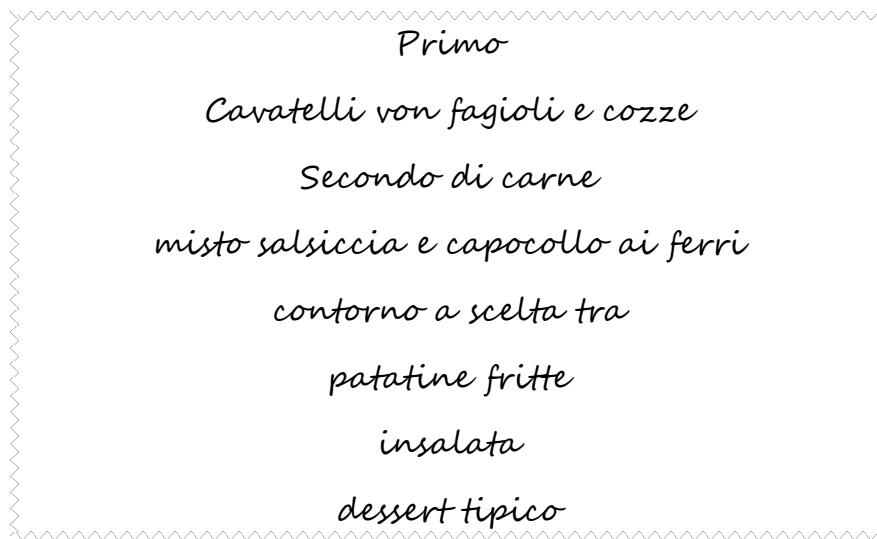 Primo
Cavatelli von fagioli e cozze
Secondo di carne
misto salsiccia e capocollo ai ferri
contorno a scelta tra
patatine fritte
insalata
dessert tipico